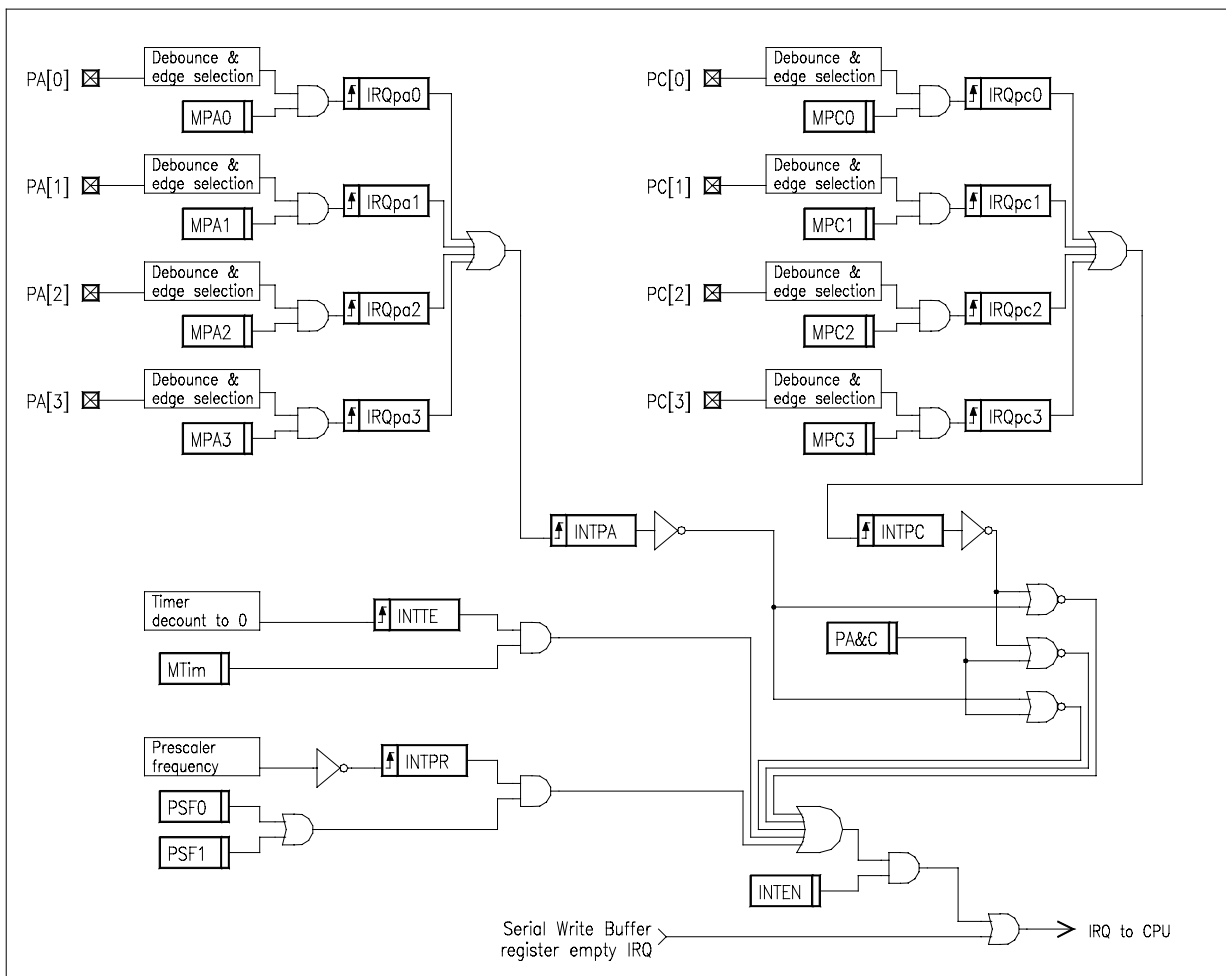 PA[0]
Debounce &
edge selection
MPA0
IRQpa0
PA[1]
Debounce &
edge selection
MPA1
IRQpa1
PA[2]
Debounce &
edge selection
MPA2
IRQpa2
PA[3]
Debounce &
edge selection
MPA3
IRQpa3
PC[0]
Debounce &
edge selection
MPC0
IRQpc0
PC[1]
Debounce &
edge selection
MPC1
IRQpc1
PC[2]
Debounce &
edge selection
MPC2
IRQpc2
PC[3]
Debounce &
edge selection
MPC3
IRQpc3
INTPA
INTPC
Timer
decount to 0
INTTE
MTim
PA&C
Prescaler
frequency
INTPR
PSF0
PSF1
INTEN
Serial Write Buffer
register empty IRQ
IRQ to CPU